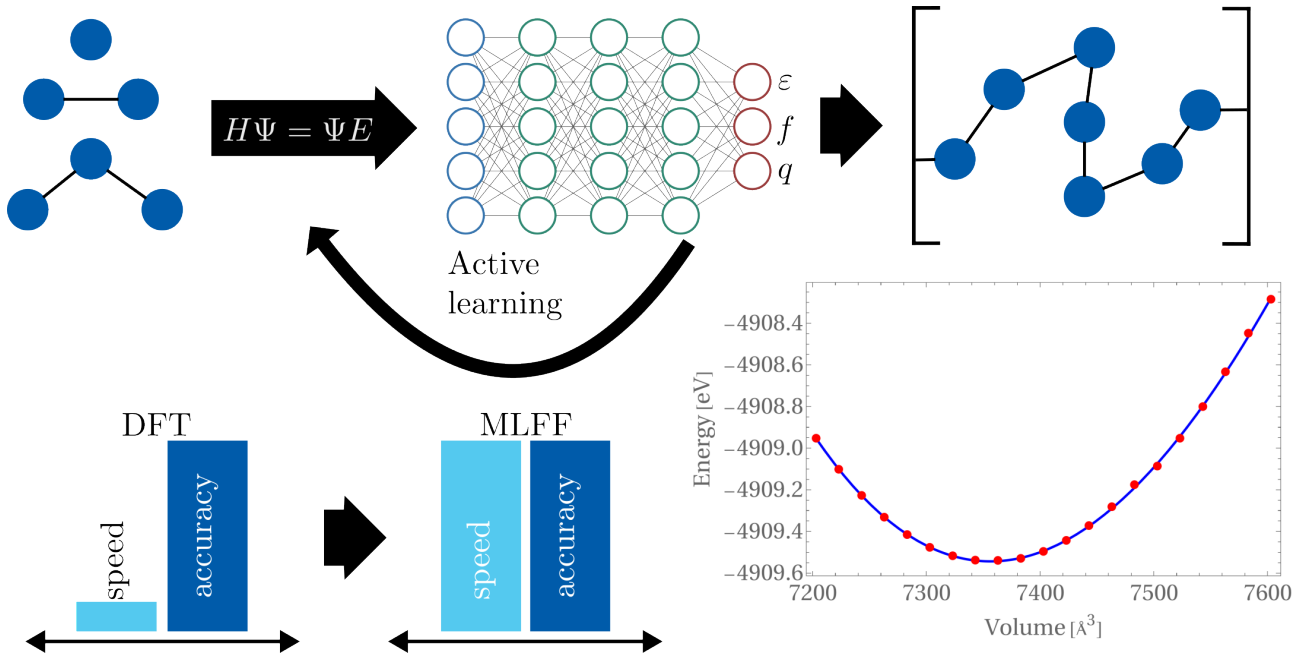 HΨ = ΨE
ε
f
q
Active
learning
DFT
speed
accuracy
MLFF
speed
accuracy
Energy [eV]
−4908.4
−4908.6
−4908.8
−4909.0
−4909.2
−4909.4
−4909.6
7200 7300 7400 7500 7600
Volume [Å³]